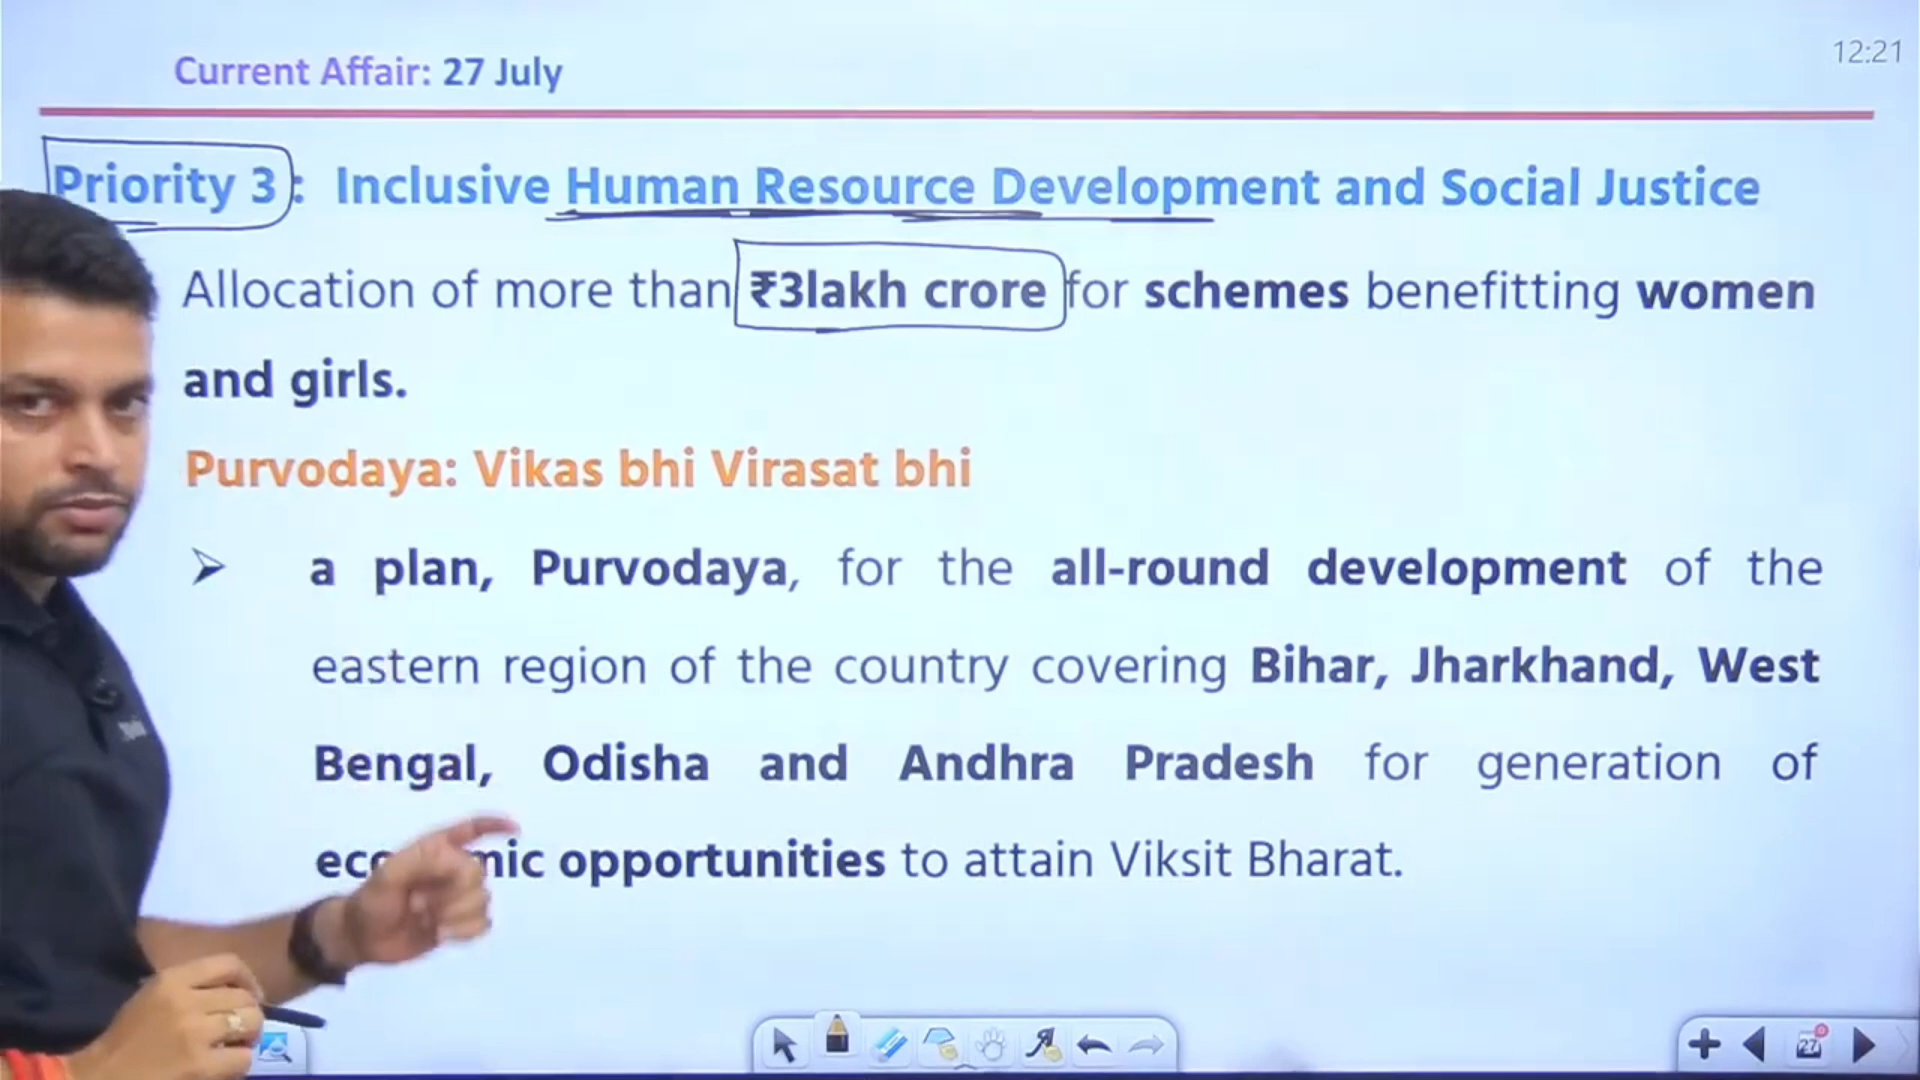 Current Affair: 27 July
12:21
Priority 3: Inclusive Human Resource Development and Social Justice
Allocation of more than ₹3lakh crore for schemes benefitting women
and girls.
Purvodaya: Vikas bhi Virasat bhi
➤ a plan, Purvodaya, for the all-round development of the
eastern region of the country covering Bihar, Jharkhand, West
Bengal, Odisha and Andhra Pradesh for generation of
opportunities to attain Viksit Bharat.
27